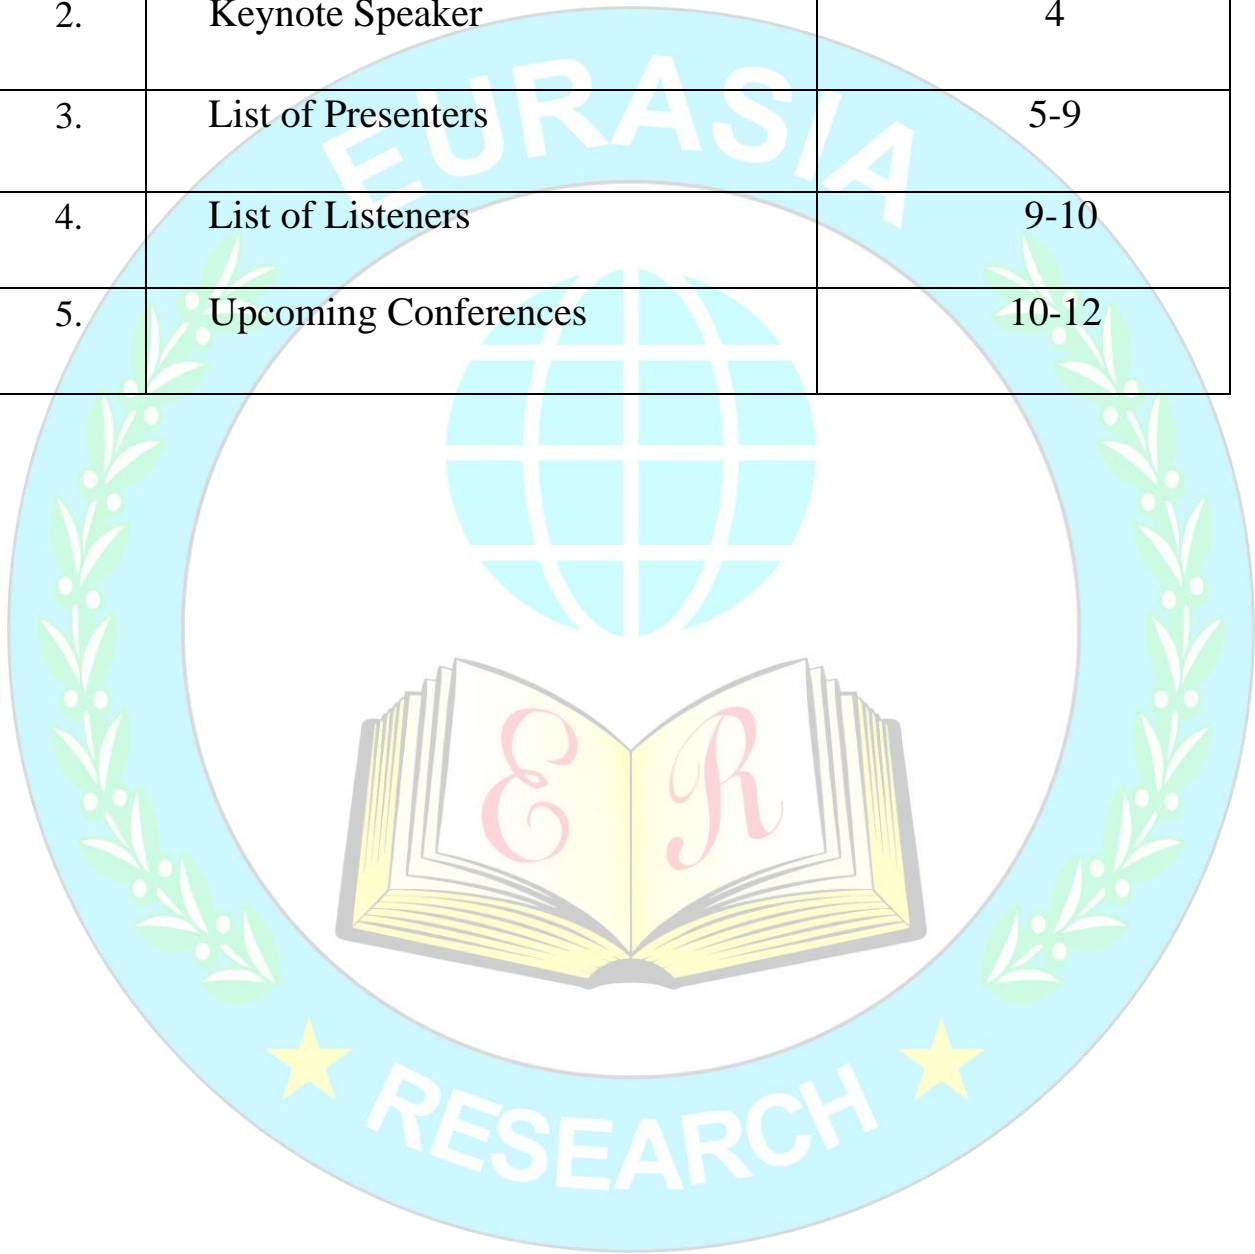 2. Keynote Speaker 4
3. List of Presenters 5-9
4. List of Listeners 9-10
5. Upcoming Conferences 10-12
EURASIA
E R
RESEARCH